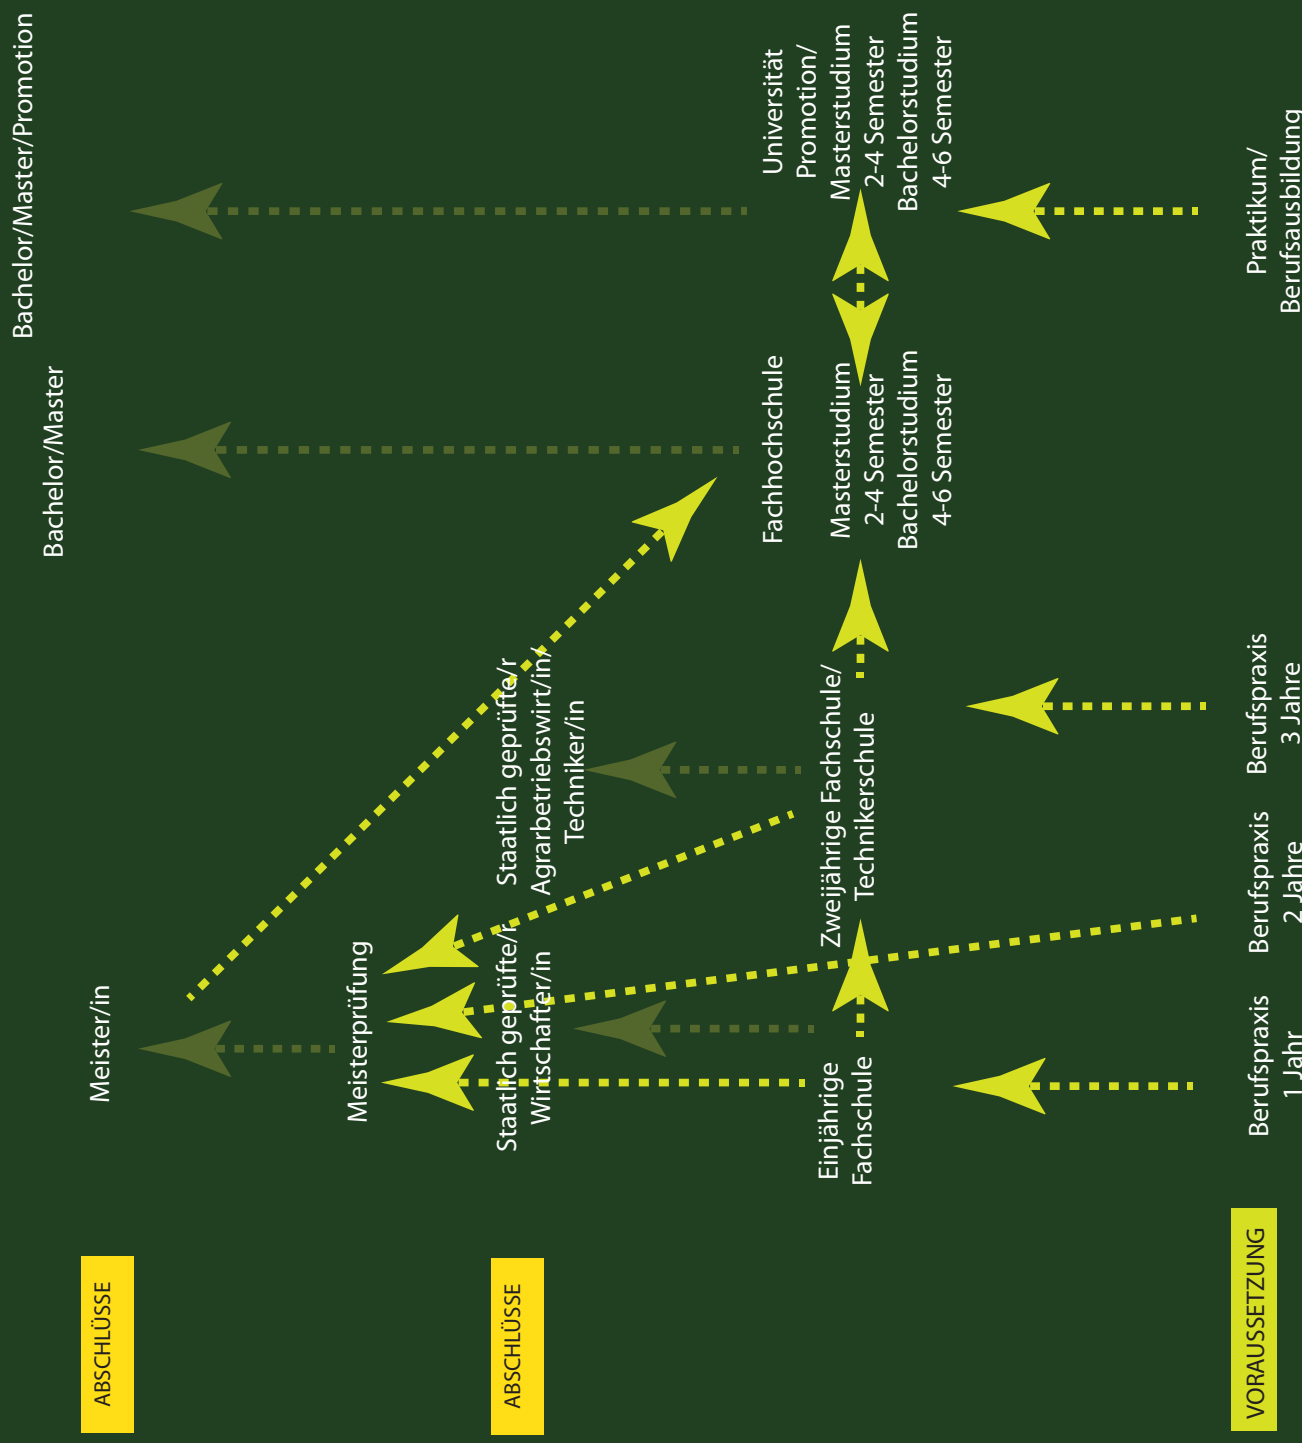 Bachelor/Master/Promotion
Bachelor/Master
Meister/in
ABSCHLÜSSE
Meisterprüfung
Staatlich geprüfte/r
Agrarbetriebswirt/in/
Techniker/in
Staatlich geprüfte/r
Wirtschafter/in
ABSCHLÜSSE
Universität
Promotion/
Masterstudium
2-4 Semester
Bachelorstudium
4-6 Semester
Fachhochschule
Masterstudium
2-4 Semester
Bachelorstudium
4-6 Semester
Zweijährige Fachschule/
Technikerschule
Einjährige
Fachschule
Praktikum/
Berufsausbildung
Berufspraxis
3 Jahre
Berufspraxis
2 Jahre
Berufspraxis
1 Jahr
VORAUSSETZUNG